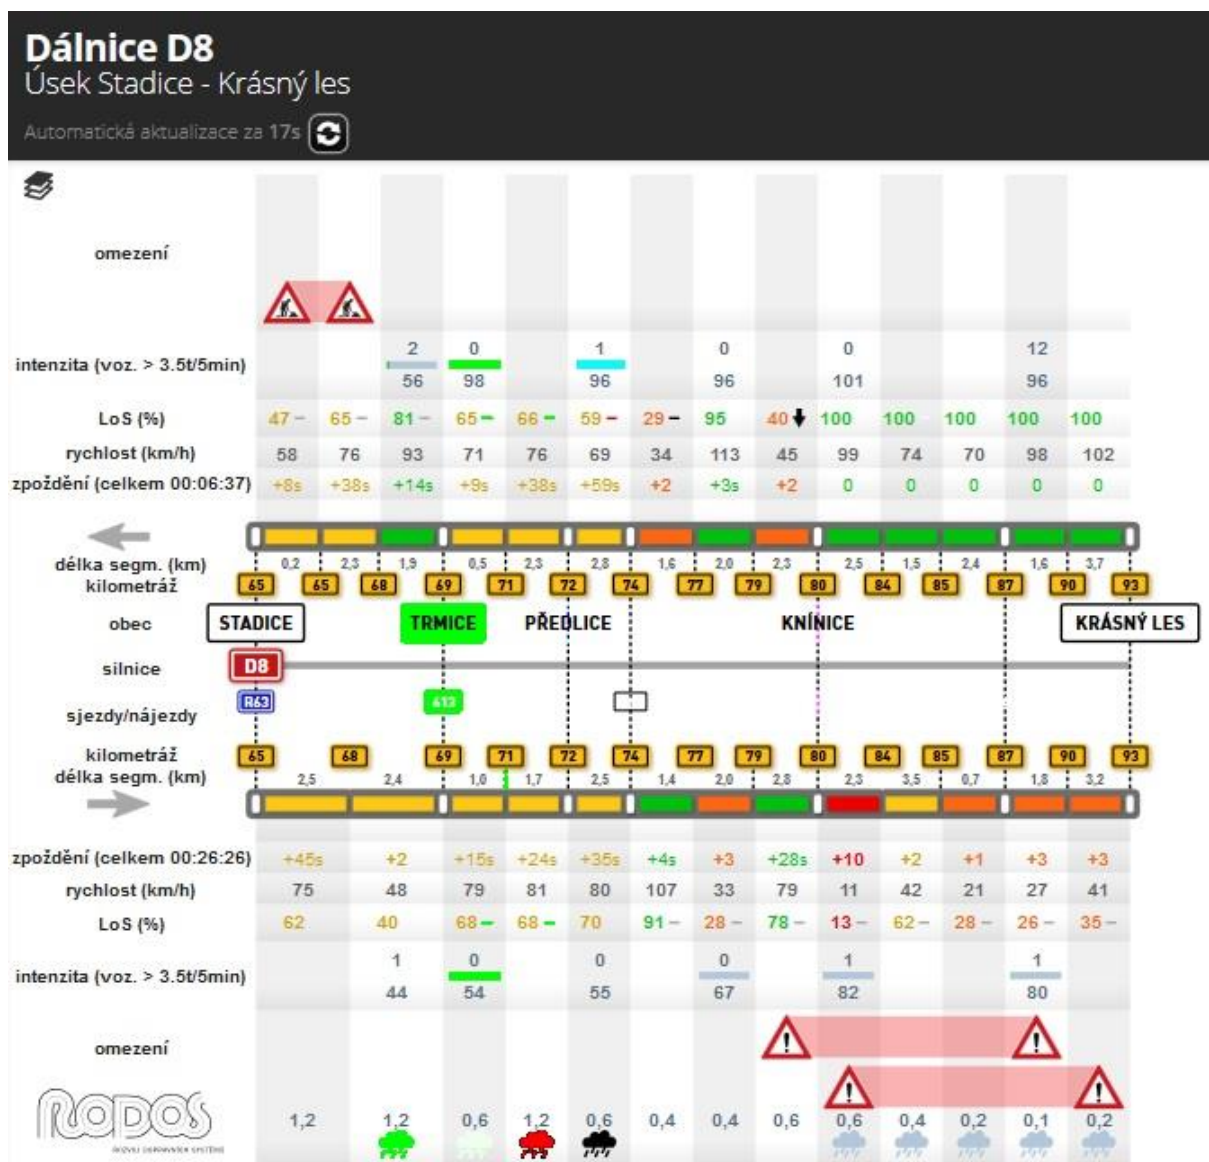 Dálnice D8
Úsek Stadice - Krásný les
Automatická aktualizace za 17s
omezení
2 0 1 0 0 12
intenzita (voz. > 3.5t/5min)
56 98 96 96 101 96
LoS (%) 47 – 65 – 81 – 65 – 66 – 59 – 29 – 95 40 100 100 100 100 100
rychlost (km/h) 58 76 93 71 76 69 34 113 45 99 74 70 98 102
zpoždění (celkem 00:06:37) +8s +38s +14s +9s +38s +59s +2 +3s +2 0 0 0 0 0
délka segm. (km) 0,2 2,3 1,9 0,5 2,3 2,8 1,6 2,0 2,3 2,5 1,5 2,4 1,6 3,7
kilometráž 65 65 68 69 71 72 74 77 79 80 84 85 87 90 93
obec STADICE TRMICE PŘEDLICE KNÍNICE KRÁSNÝ LES
silnice D8
R63 613
sjezdy/nájezdy
kilometráž 65 68 69 71 72 74 77 79 80 84 85 87 90 93
délka segm. (km) 2,5 2,4 1,0 1,7 2,5 1,4 2,0 2,8 2,3 3,5 0,7 1,8 3,2
zpoždění (celkem 00:26:26) +45s +2 +15s +24s +35s +4s +3 +28s +10 +2 +1 +3 +3
rychlost (km/h) 75 48 79 81 80 107 33 79 11 42 21 27 41
LoS (%) 62 40 68 – 68 – 70 91 – 28 – 78 – 13 – 62 – 28 – 26 – 35 –
1 0 0 0 1 1
intenzita (voz. > 3.5t/5min)
44 54 55 67 82 80
omezení
RODOS
ROZVOJ DOPRAVNÍCH SYSTÉMŮ
1,2 1,2 0,6 1,2 0,6 0,4 0,4 0,6 0,6 0,4 0,2 0,1 0,2